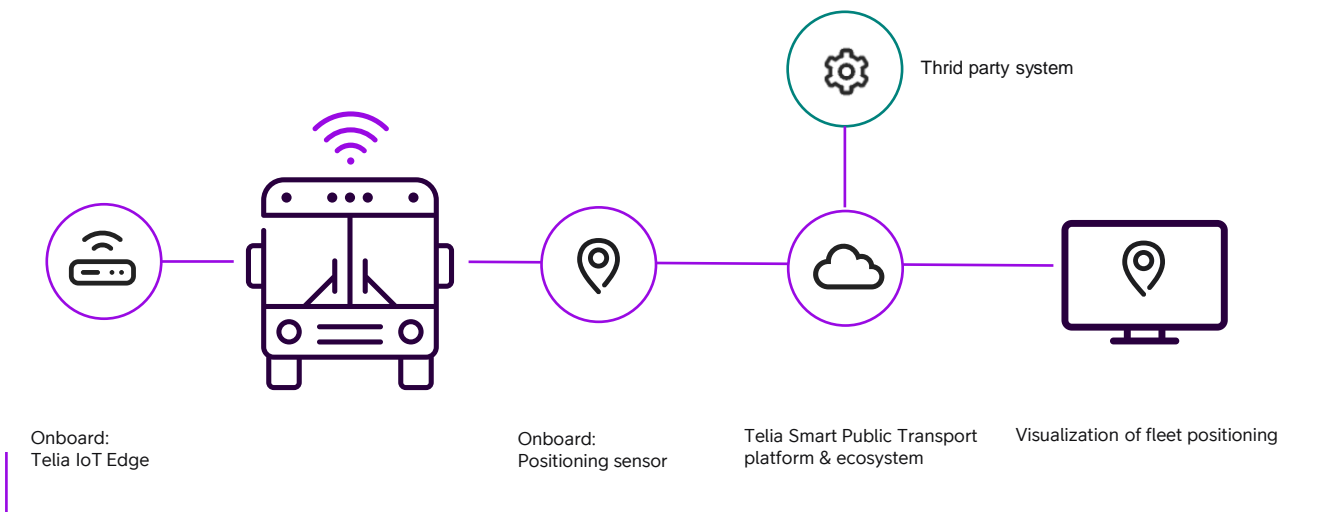 Thrid party system
Onboard:
Telia IoT Edge
Onboard:
Positioning sensor
Telia Smart Public Transport
platform & ecosystem
Visualization of fleet positioning